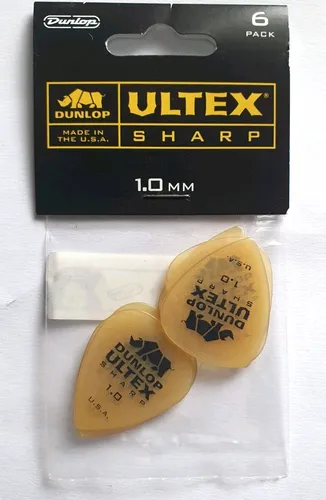 Dunlop
6
PACK
DUNLOP
MADE IN
THE U.S.A.
ULTEX®
SHARP
1.0 MM
U.S.A.
1.0
SHARP
ULTEX
DUNLOP
DUNLOP
ULTEX
SHARP
1.0
U.S.A.